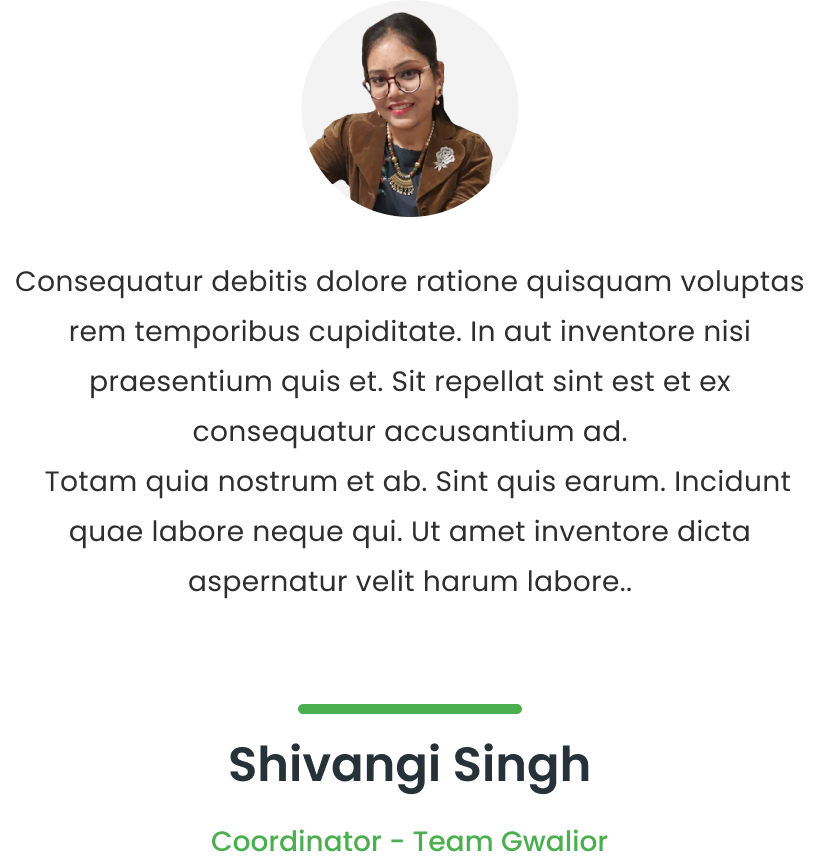 Consequatur debitis dolore ratione quisquam voluptas
rem temporibus cupiditate. In aut inventore nisi
praesentium quis et. Sit repellat sint est et ex
consequatur accusantium ad.
Totam quia nostrum et ab. Sint quis earum. Incidunt
quae labore neque qui. Ut amet inventore dicta
aspernatur velit harum labore..
Shivangi Singh
Coordinator - Team Gwalior